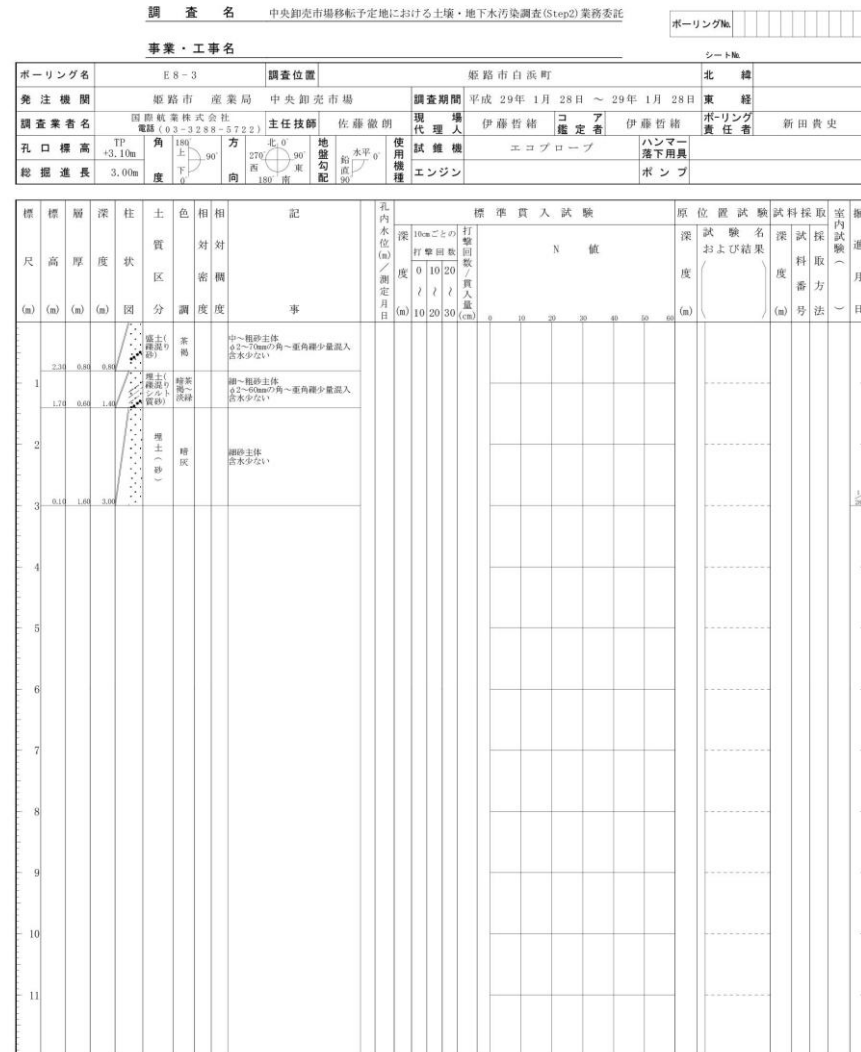 調査名 中央卸売市場移転予定地における土壌・地下水汚染調査(Step2)業務委託
ボーリングNo.
事業・工事名
シートNo.
ボーリング名 E8-3 調査位置 姫路市白浜町 北緯
発注機関 姫路市 産業局 中央卸売市場 調査期間 平成 29年 1月 28日 ～ 29年 1月 28日 東経
調査業者名 国際航業株式会社 電話(03-3288-5722) 主任技師 佐藤徹朗 現場代理人 伊藤哲緒 コア鑑定者 伊藤哲緒 ボーリング責任者 新田貴史
孔口標高 TP +3.10m 角度 180° 上 90° 下 0° 方向 北 0° 270° 西 90° 東 180° 南 地盤勾配 水平 0° 鉛直 90° 使用機種 試錐機 エコプローブ ハンマー落下用具
総掘進長 3.00m エンジン ポンプ
標尺(m) 標高(m) 層厚(m) 深度(m) 柱状図 土質区分 色調 相対密度 相対稠度 記事 孔内水位(m)/測定月日 標準貫入試験 原位置試験 試料採取 室内試験( ) 掘進月日
深度(m) 10cmごとの打撃回数 打撃回数/貫入量(cm) N値 深度(m) 試験名および結果 深度(m) 試料番号 採取方法
0 10 20
～ ～ ～
10 20 30
0 10 20 30 40 50 60
盛土(礫混り砂) 茶褐 中～粗砂主体
φ2～70mmの角～亜角礫少量混入
含水少ない
2.30 0.80 0.80
1
埋土(礫混りシルト質砂) 暗茶褐～淡緑 細～粗砂主体
φ2～60mmの角～亜角礫少量混入
含水少ない
1.70 0.60 1.40
2
埋土(砂) 暗灰 細砂主体
含水少ない
3 0.10 1.60 3.00
4
5
6
7
8
9
10
11